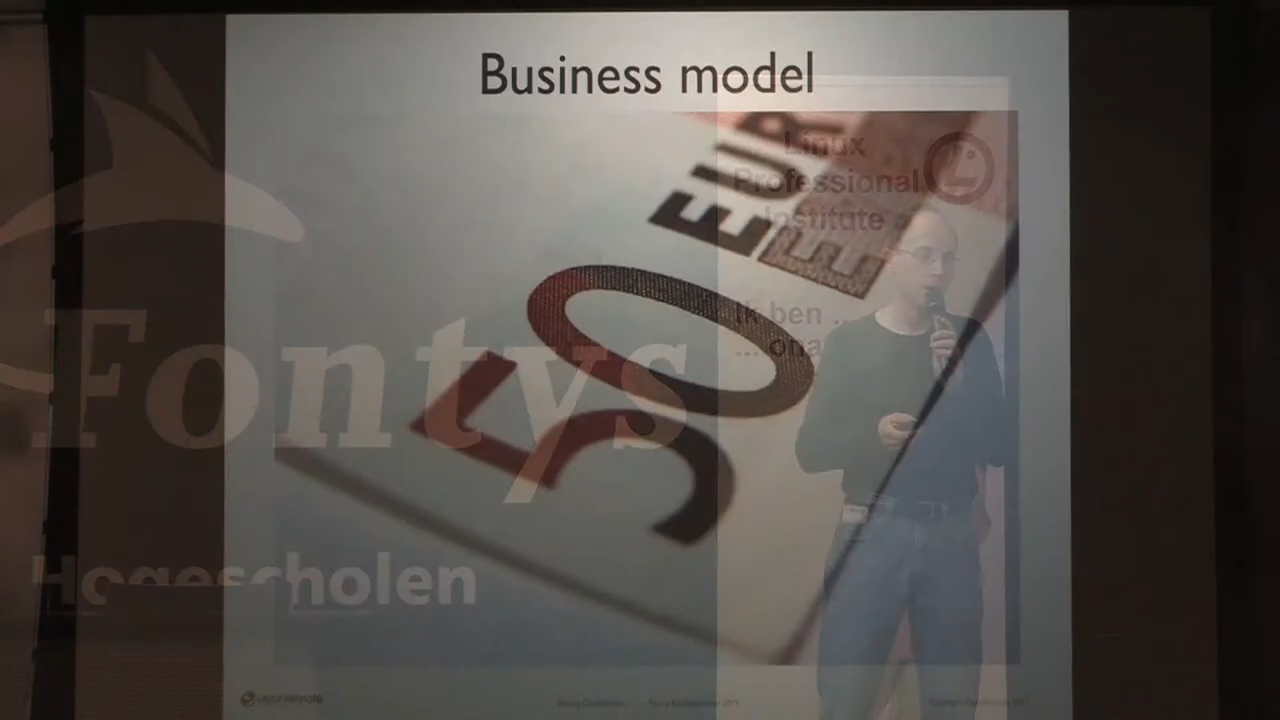 Business model
EUR
50
Linux
Professional
Institute
Ik ben ...
Fontys
Hogescholen